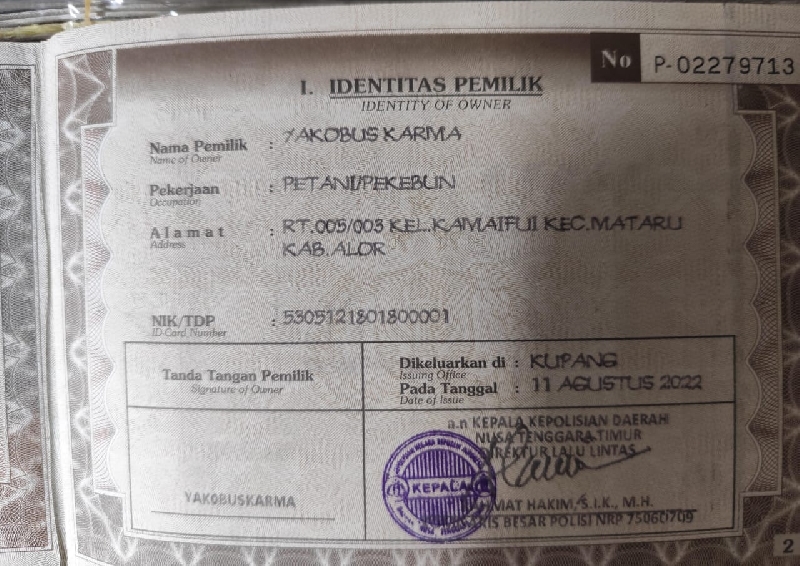 No P-02279713
I. IDENTITAS PEMILIK
IDENTITY OF OWNER
Nama Pemilik : YAKOBUS KARMA
Name of Owner
Pekerjaan : PETANI/PEKEBUN
Occupation
Alamat : RT.005/003 KEL.KAMAIFUI KEC.MATARU
Address
KAB.ALOR
NIK/TDP : 5305121801800001
ID-Card Number
Tanda Tangan Pemilik
Signature of Owner
Dikeluarkan di : KUPANG
Issuing Office
Pada Tanggal : 11 AGUSTUS 2022
Date of Issue
a.n KEPALA KEPOLISIAN DAERAH
NUSA TENGGARA TIMUR
DIREKTUR LALU LINTAS
KEPALA
YAKOBUSKARMA
HAKIM, S.I.K., M.H.
BESAR POLISI NRP 75060709
2